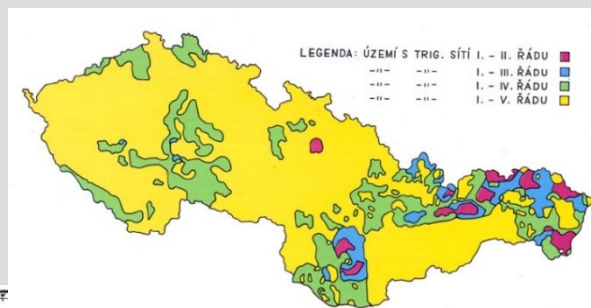 LEGENDA: ÚZEMÍ S TRIG. SÍTÍ I. - II. ŘÁDU
-"- -"- I. - III. ŘÁDU
-"- -"- I. - IV. ŘÁDU
-"- -"- I. - V. ŘÁDU